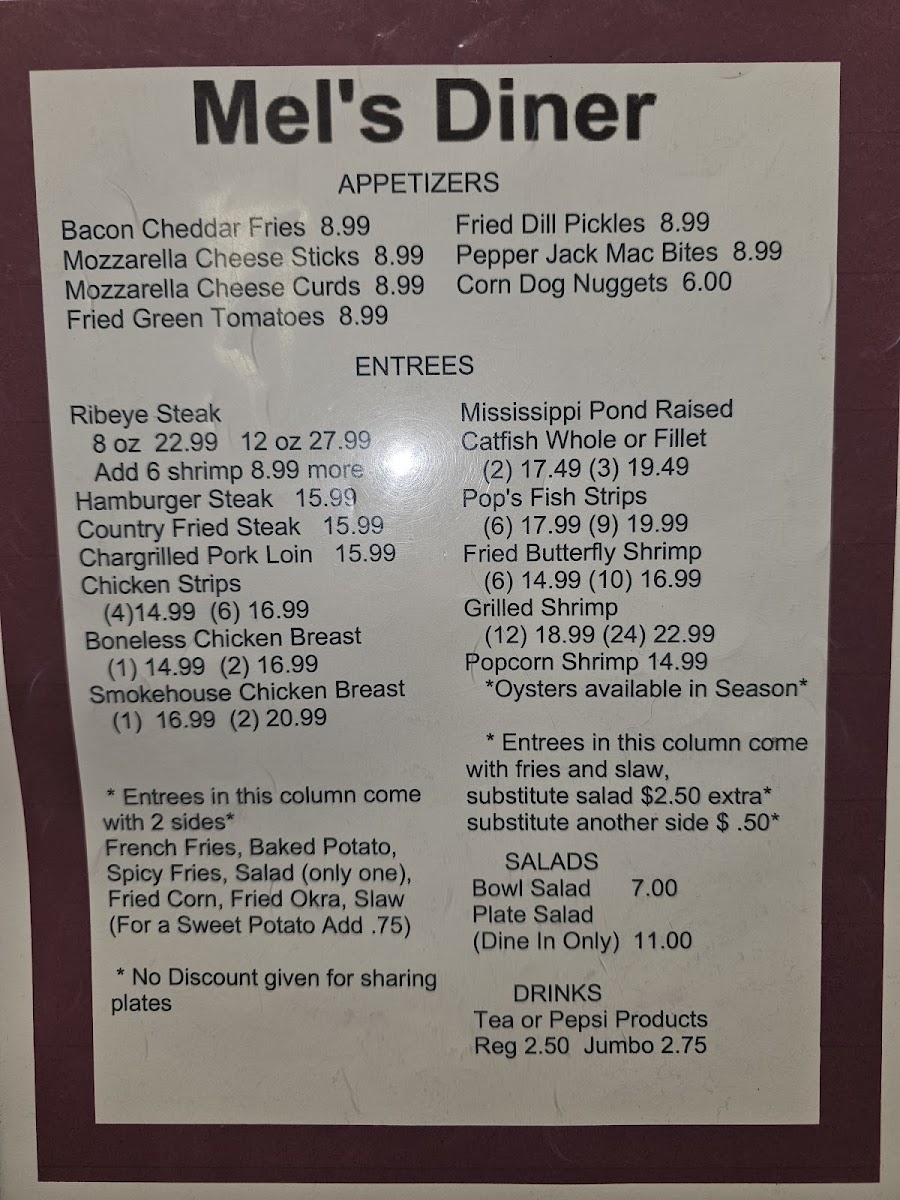 Mel's Diner
APPETIZERS
Bacon Cheddar Fries 8.99
Mozzarella Cheese Sticks 8.99
Mozzarella Cheese Curds 8.99
Fried Green Tomatoes 8.99
Fried Dill Pickles 8.99
Pepper Jack Mac Bites 8.99
Corn Dog Nuggets 6.00
ENTREES
Ribeye Steak
8 oz 22.99 12 oz 27.99
Add 6 shrimp 8.99 more
Hamburger Steak 15.99
Country Fried Steak 15.99
Chargrilled Pork Loin 15.99
Chicken Strips
(4)14.99 (6) 16.99
Boneless Chicken Breast
(1) 14.99 (2) 16.99
Smokehouse Chicken Breast
(1) 16.99 (2) 20.99
* Entrees in this column come
with 2 sides*
French Fries, Baked Potato,
Spicy Fries, Salad (only one),
Fried Corn, Fried Okra, Slaw
(For a Sweet Potato Add .75)
* No Discount given for sharing
plates
Mississippi Pond Raised
Catfish Whole or Fillet
(2) 17.49 (3) 19.49
Pop's Fish Strips
(6) 17.99 (9) 19.99
Fried Butterfly Shrimp
(6) 14.99 (10) 16.99
Grilled Shrimp
(12) 18.99 (24) 22.99
Popcorn Shrimp 14.99
*Oysters available in Season*
* Entrees in this column come
with fries and slaw,
substitute salad $2.50 extra*
substitute another side $ .50*
SALADS
Bowl Salad 7.00
Plate Salad
(Dine In Only) 11.00
DRINKS
Tea or Pepsi Products
Reg 2.50 Jumbo 2.75